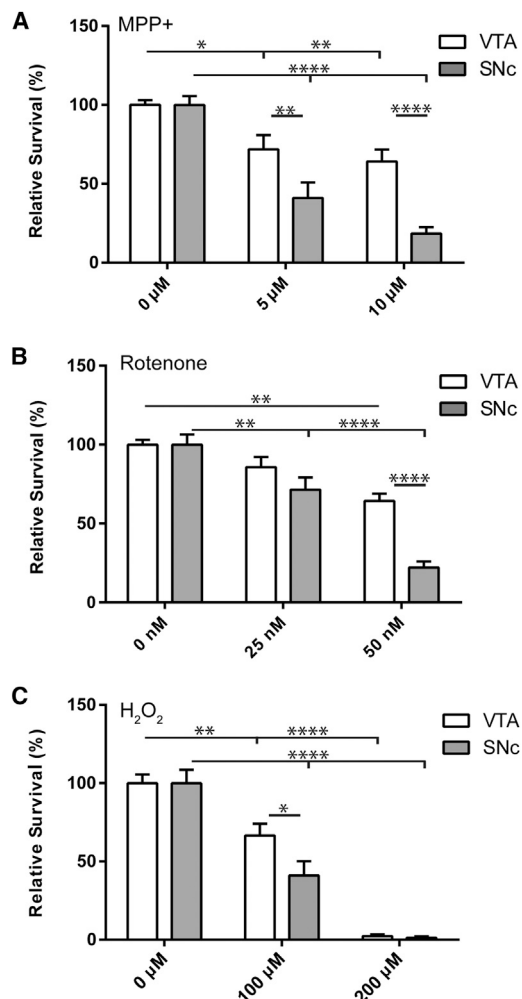 A
MPP+
150
100
50
0
Relative Survival (%)
* **
****
**
****
VTA
SNc
0 µM 5 µM 10 µM
B
Rotenone
150
100
50
0
Relative Survival (%)
**
** ****
****
VTA
SNc
0 nM 25 nM 50 nM
C
H₂O₂
150
100
50
0
Relative Survival (%)
** ****
****
*
VTA
SNc
0 µM 100 µM 200 µM